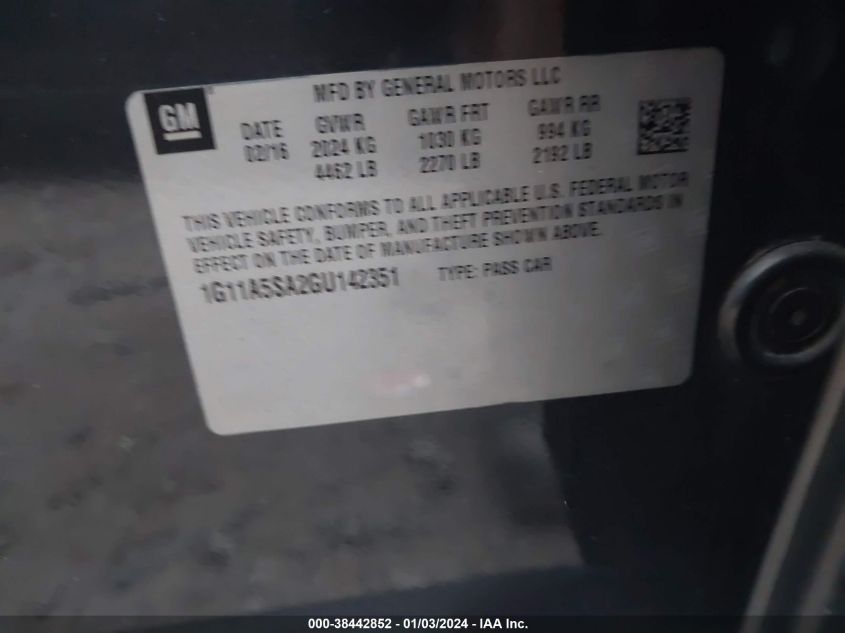 MFD BY GENERAL MOTORS LLC
GM
DATE GVWR GAWR FRT GAWR RR
02/16 2024 KG 1030 KG 994 KG
4462 LB 2270 LB 2192 LB
THIS VEHICLE CONFORMS TO ALL APPLICABLE U.S. FEDERAL MOTOR
VEHICLE SAFETY, BUMPER, AND THEFT PREVENTION STANDARDS IN
EFFECT ON THE DATE OF MANUFACTURE SHOWN ABOVE.
1G11A5SA2GU142351 TYPE: PASS CAR
000-38442852 - 01/03/2024 - IAA Inc.